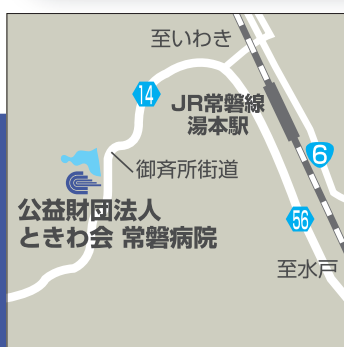 至いわき
14
JR常磐線
湯本駅
6
御斉所街道
公益財団法人
ときわ会 常磐病院
56
至水戸